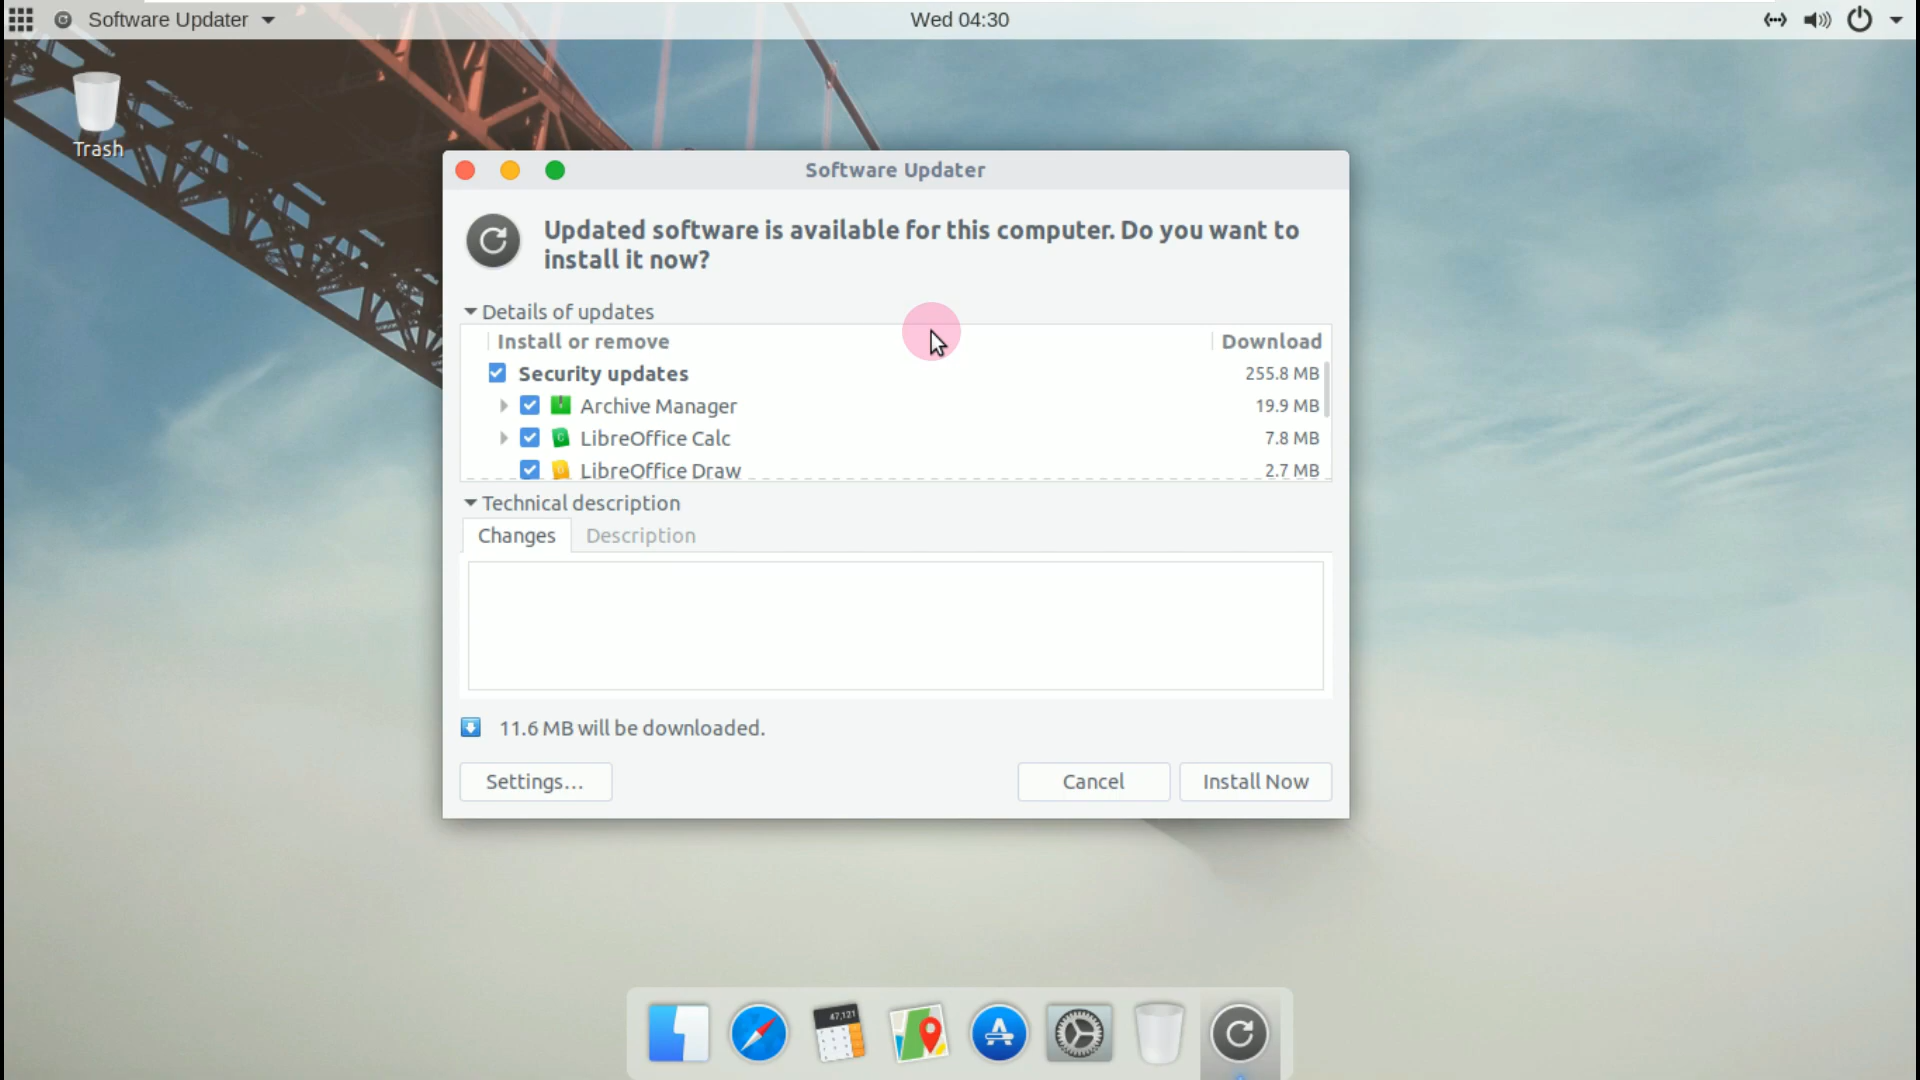 Software Updater
Wed 04:30
Trash
Software Updater
Updated software is available for this computer. Do you want to
install it now?
Details of updates
Install or remove Download
Security updates 255.8 MB
Archive Manager 19.9 MB
LibreOffice Calc 7.8 MB
LibreOffice Draw 2.7 MB
Technical description
Changes Description
11.6 MB will be downloaded.
Settings... Cancel Install Now
47,121